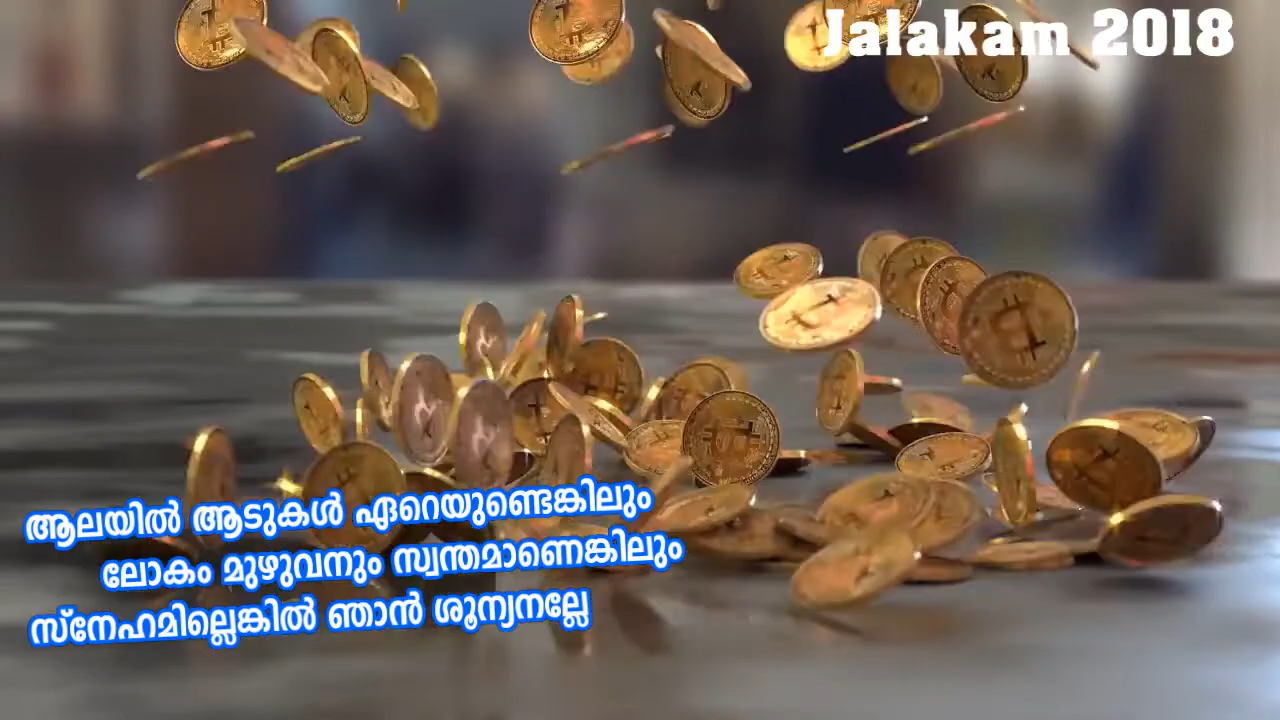 Jalakam 2018
ആലയിൽ ആടുകൾ ഏറെയുണ്ടെങ്കിലും
ലോകം മുഴുവനും സ്വന്തമാണെങ്കിലും
സ്നേഹമില്ലെങ്കിൽ ഞാൻ ശൂന്യനല്ലേ